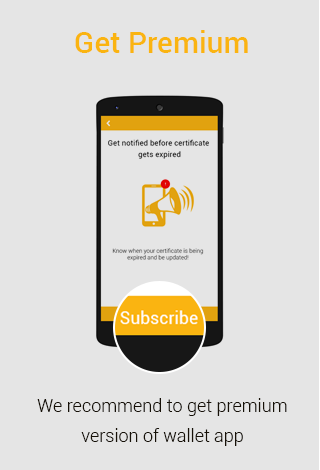 Get Premium
Get notified before certificate
gets expired
Know when your certificate is being
expired and be updated!
Subscribe
We recommend to get premium
version of wallet app